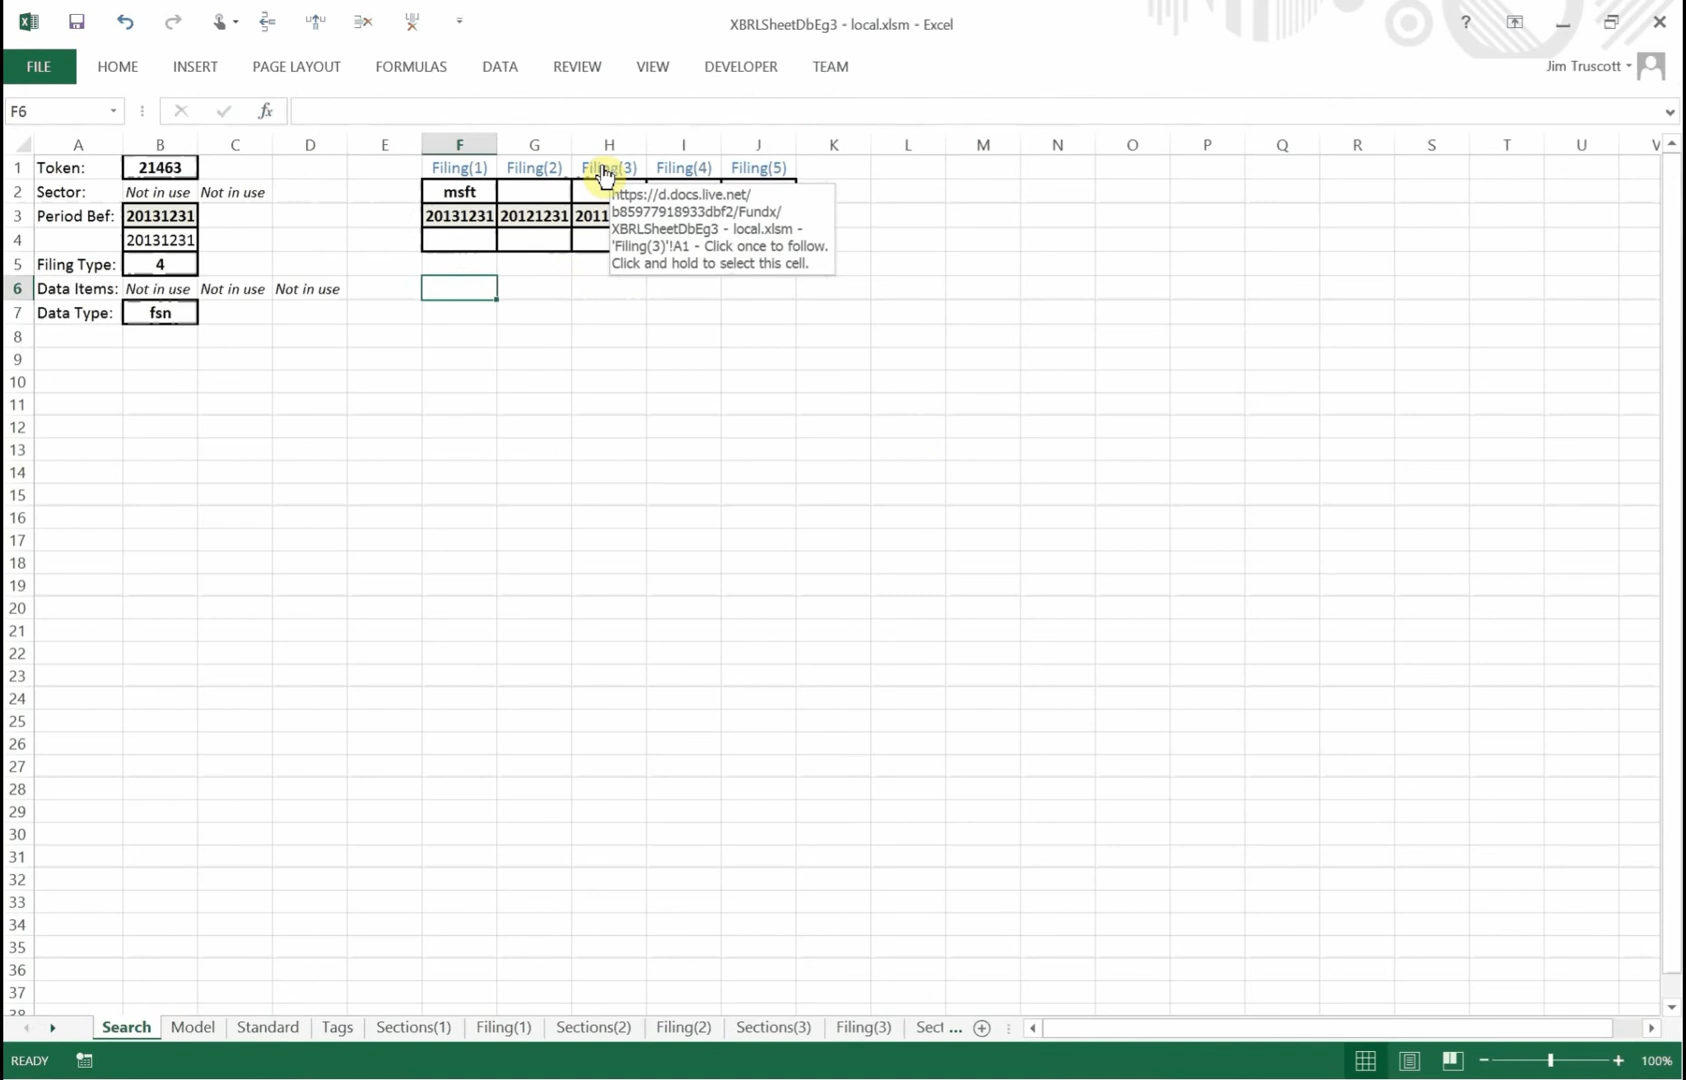 XBRLSheetDbEg3 - local.xlsm - Excel
?
FILE HOME INSERT PAGE LAYOUT FORMULAS DATA REVIEW VIEW DEVELOPER TEAM Jim Truscott
F6 fx
A B C D E F G H I J K L M N O P Q R S T U V
1 Token: 21463 Filing(1) Filing(2) Filing(3) Filing(4) Filing(5)
2 Sector: Not in use Not in use msft
3 Period Bef: 20131231 20131231 20121231 2011
4 20131231
5 Filing Type: 4
6 Data Items: Not in use Not in use Not in use
7 Data Type: fsn
https://d.docs.live.net/
b85977918933dbf2/Fundx/
XBRLSheetDbEg3 - local.xlsm -
'Filing(3)'!A1 - Click once to follow.
Click and hold to select this cell.
8
9
10
11
12
13
14
15
16
17
18
19
20
21
22
23
24
25
26
27
28
29
30
31
32
33
34
35
36
37
38
Search Model Standard Tags Sections(1) Filing(1) Sections(2) Filing(2) Sections(3) Filing(3) Sect ...
READY 100%